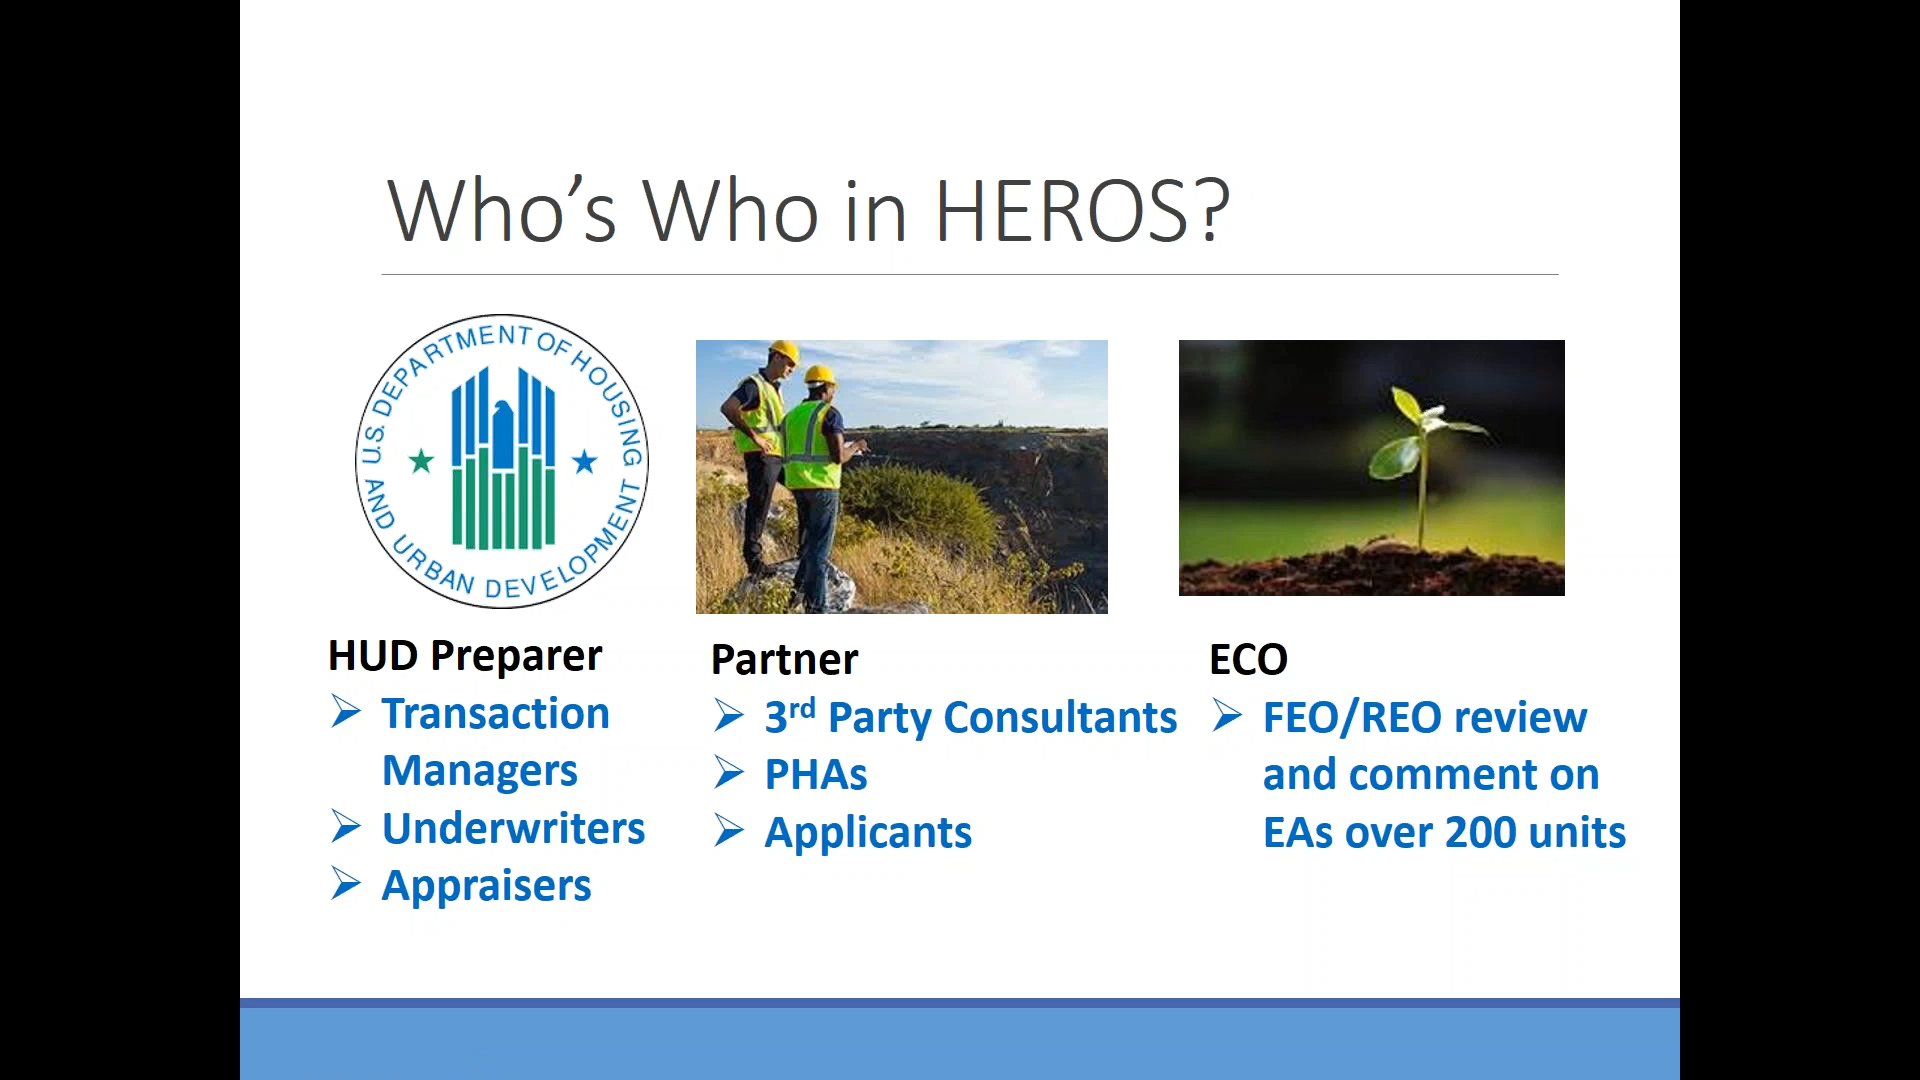 Who’s Who in HEROS?
U.S. DEPARTMENT OF HOUSING
AND URBAN DEVELOPMENT
HUD Preparer
Transaction
Managers
Underwriters
Appraisers
Partner
3rd Party Consultants
PHAs
Applicants
ECO
FEO/REO review
and comment on
EAs over 200 units